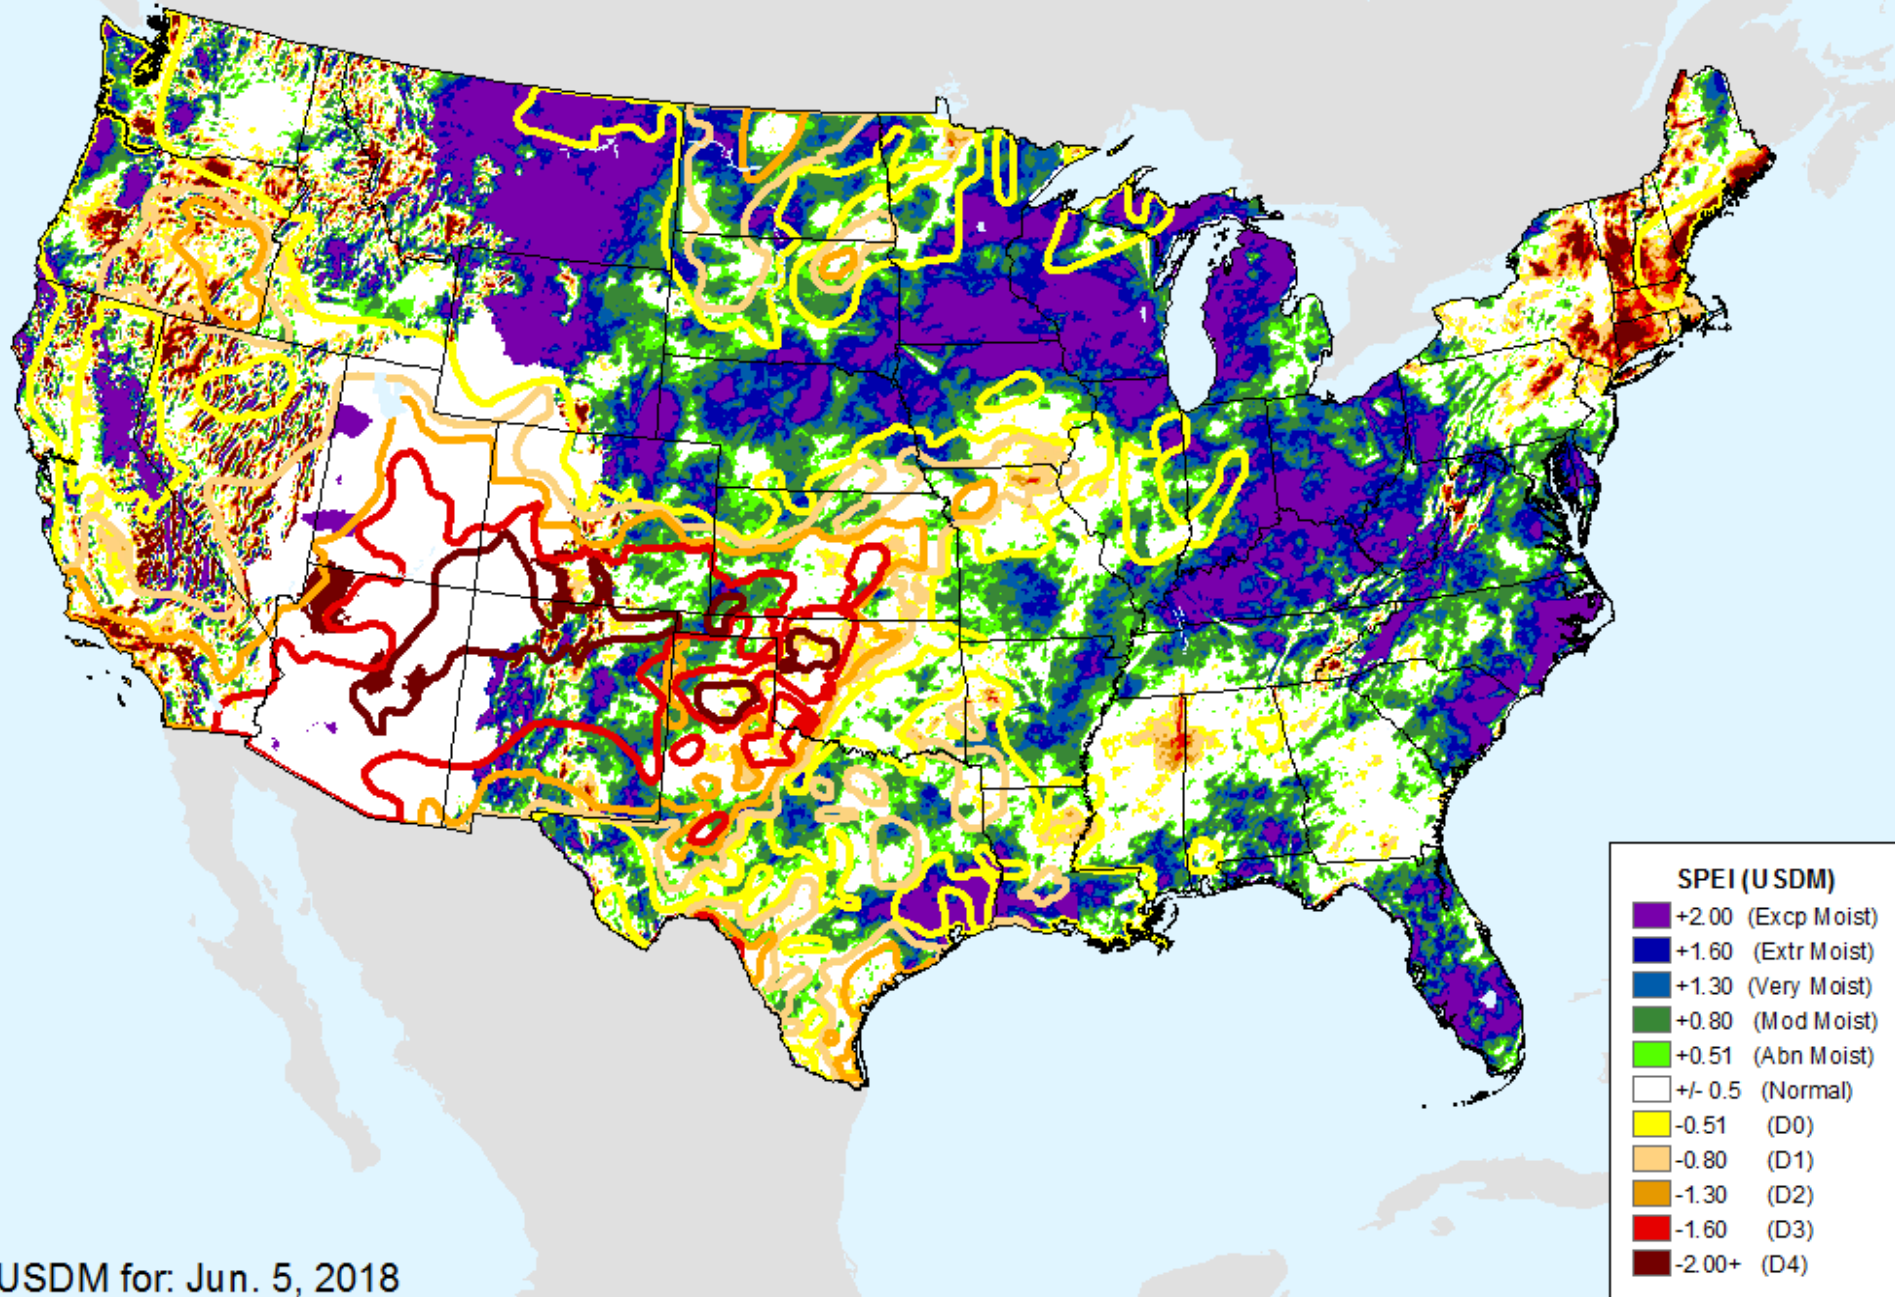 SPEI (USDM)
+2.00 (Excp Moist)
+1.60 (Extr Moist)
+1.30 (Very Moist)
+0.80 (Mod Moist)
+0.51 (Abn Moist)
+/- 0.5 (Normal)
-0.51 (D0)
-0.80 (D1)
-1.30 (D2)
-1.60 (D3)
-2.00+ (D4)
USDM for: Jun. 5, 2018